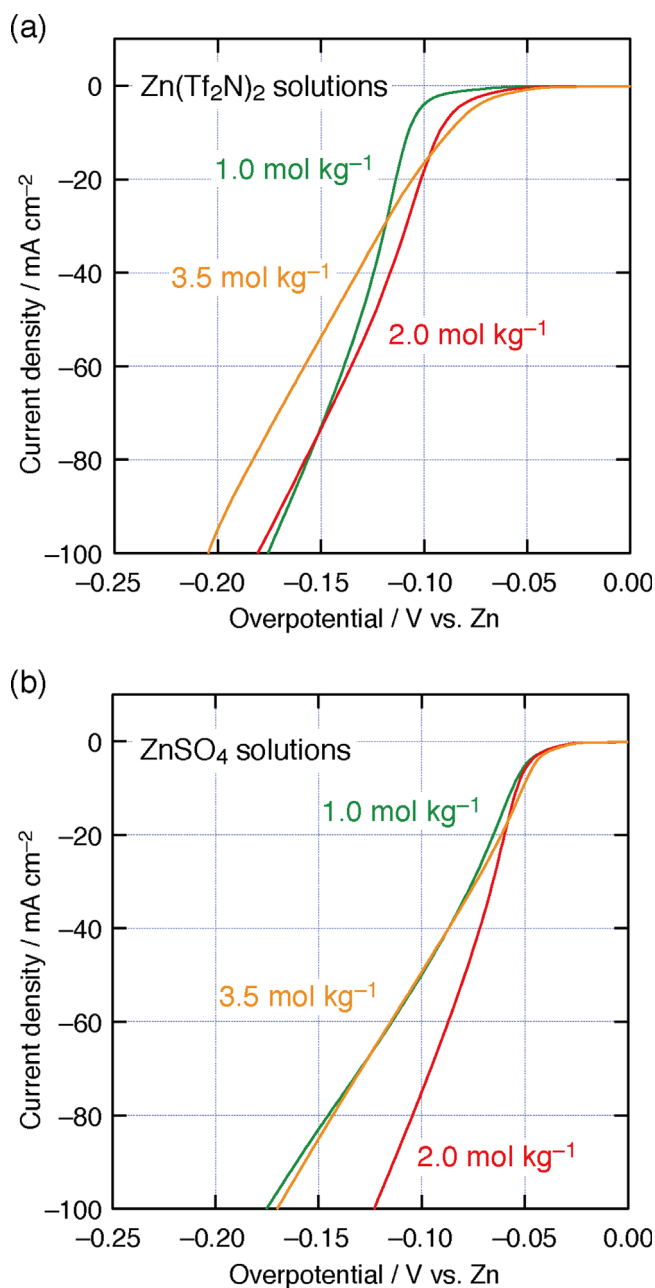 (a)
Zn(Tf₂N)₂ solutions
1.0 mol kg⁻¹
3.5 mol kg⁻¹
2.0 mol kg⁻¹
Current density / mA cm⁻²
0
−20
−40
−60
−80
−100
−0.25 −0.20 −0.15 −0.10 −0.05 0.00
Overpotential / V vs. Zn
(b)
ZnSO₄ solutions
1.0 mol kg⁻¹
3.5 mol kg⁻¹
2.0 mol kg⁻¹
Current density / mA cm⁻²
0
−20
−40
−60
−80
−100
−0.25 −0.20 −0.15 −0.10 −0.05 0.00
Overpotential / V vs. Zn